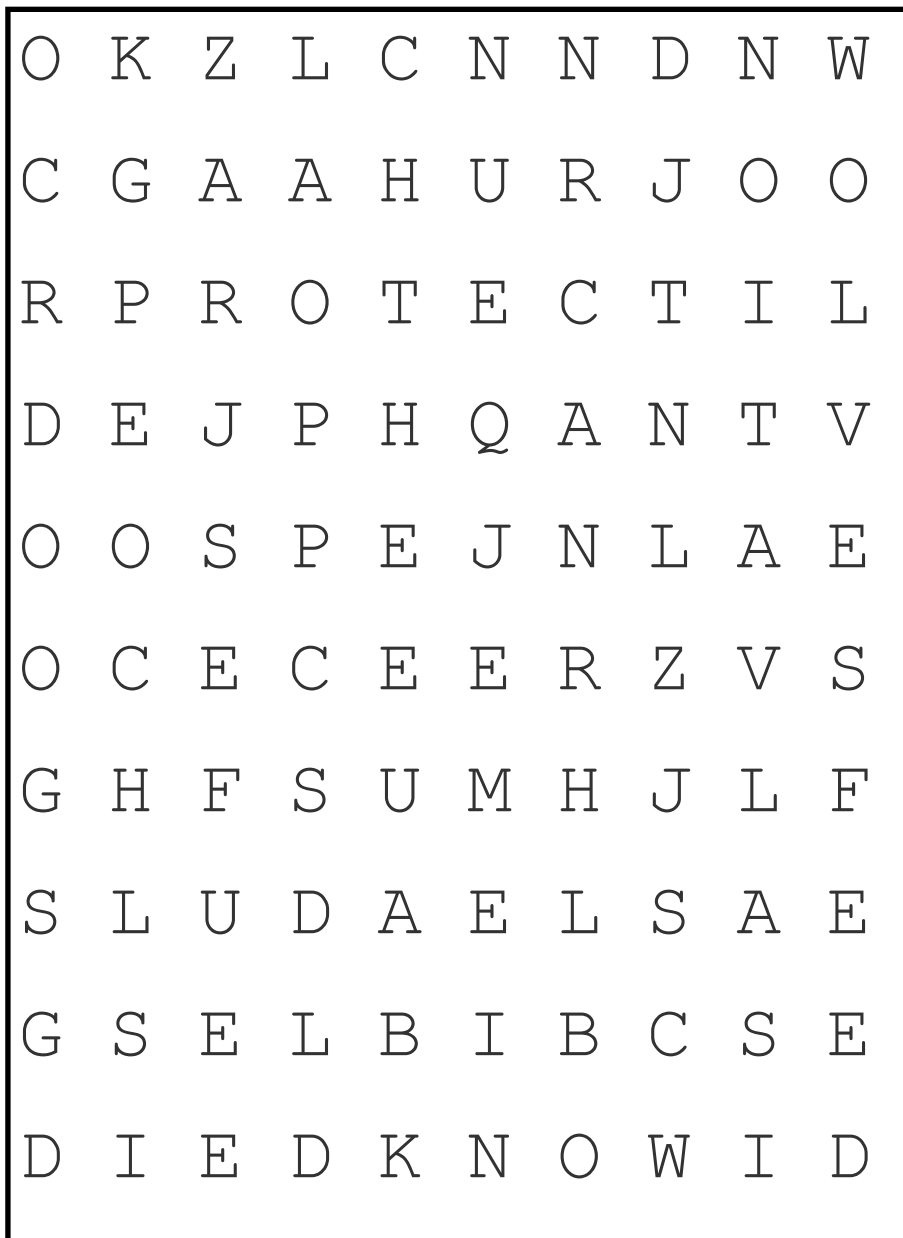 O K Z L C N N D N W
C G A A H U R J O O
R P R O T E C T I L
D E J P H Q A N T V
O O S P E J N L A E
O C E C E E R Z V S
G H F S U M H J L F
S L U D A E L S A E
G S E L B I B C S E
D I E D K N O W I D